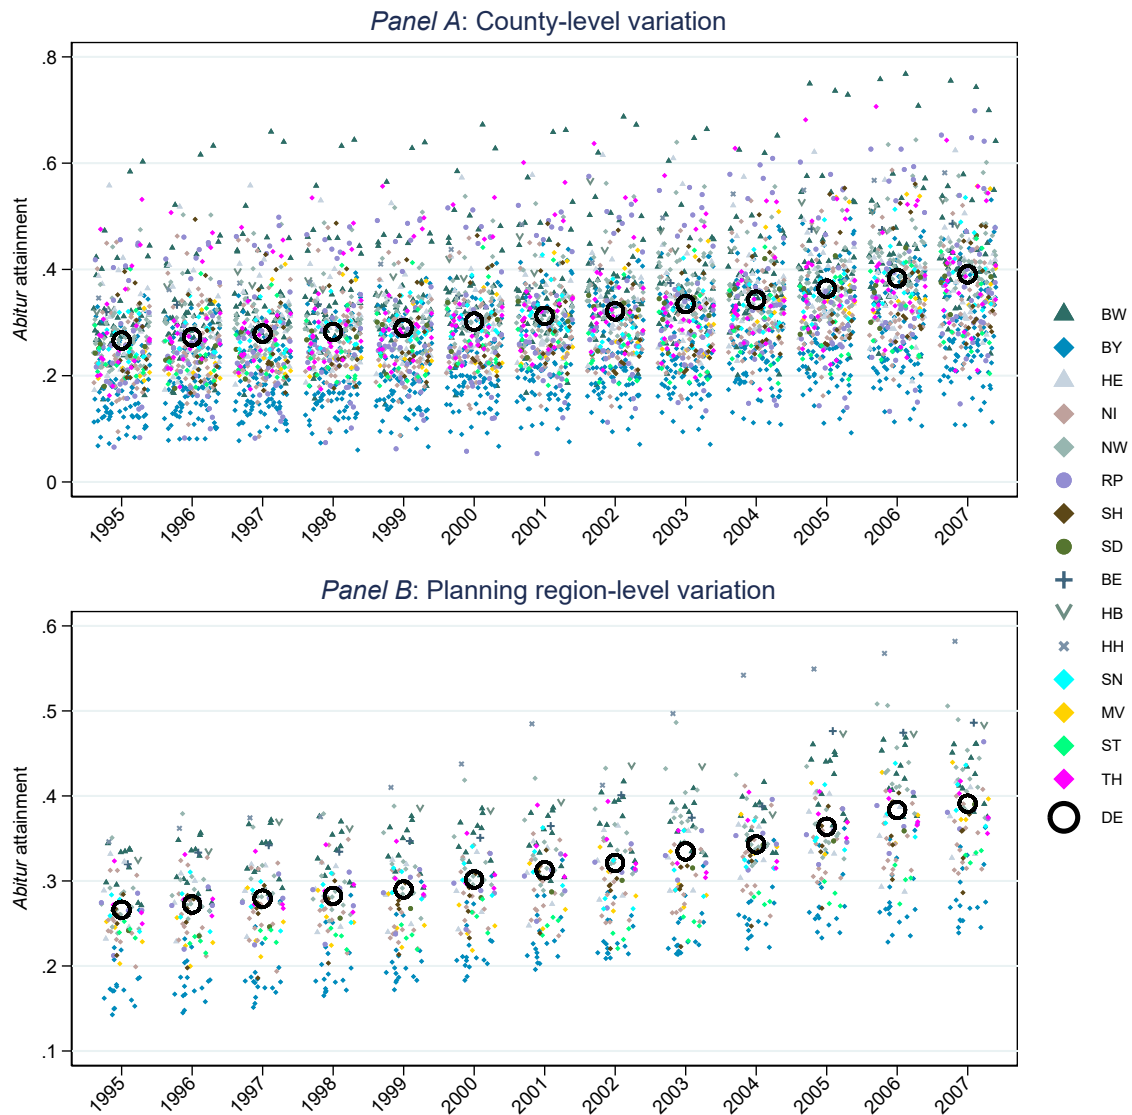 Panel A: County-level variation
Abitur attainment
.8
.6
.4
.2
0
1995
1996
1997
1998
1999
2000
2001
2002
2003
2004
2005
2006
2007
Panel B: Planning region-level variation
Abitur attainment
.6
.5
.4
.3
.2
.1
1995
1996
1997
1998
1999
2000
2001
2002
2003
2004
2005
2006
2007
BW
BY
HE
NI
NW
RP
SH
SD
BE
HB
HH
SN
MV
ST
TH
DE